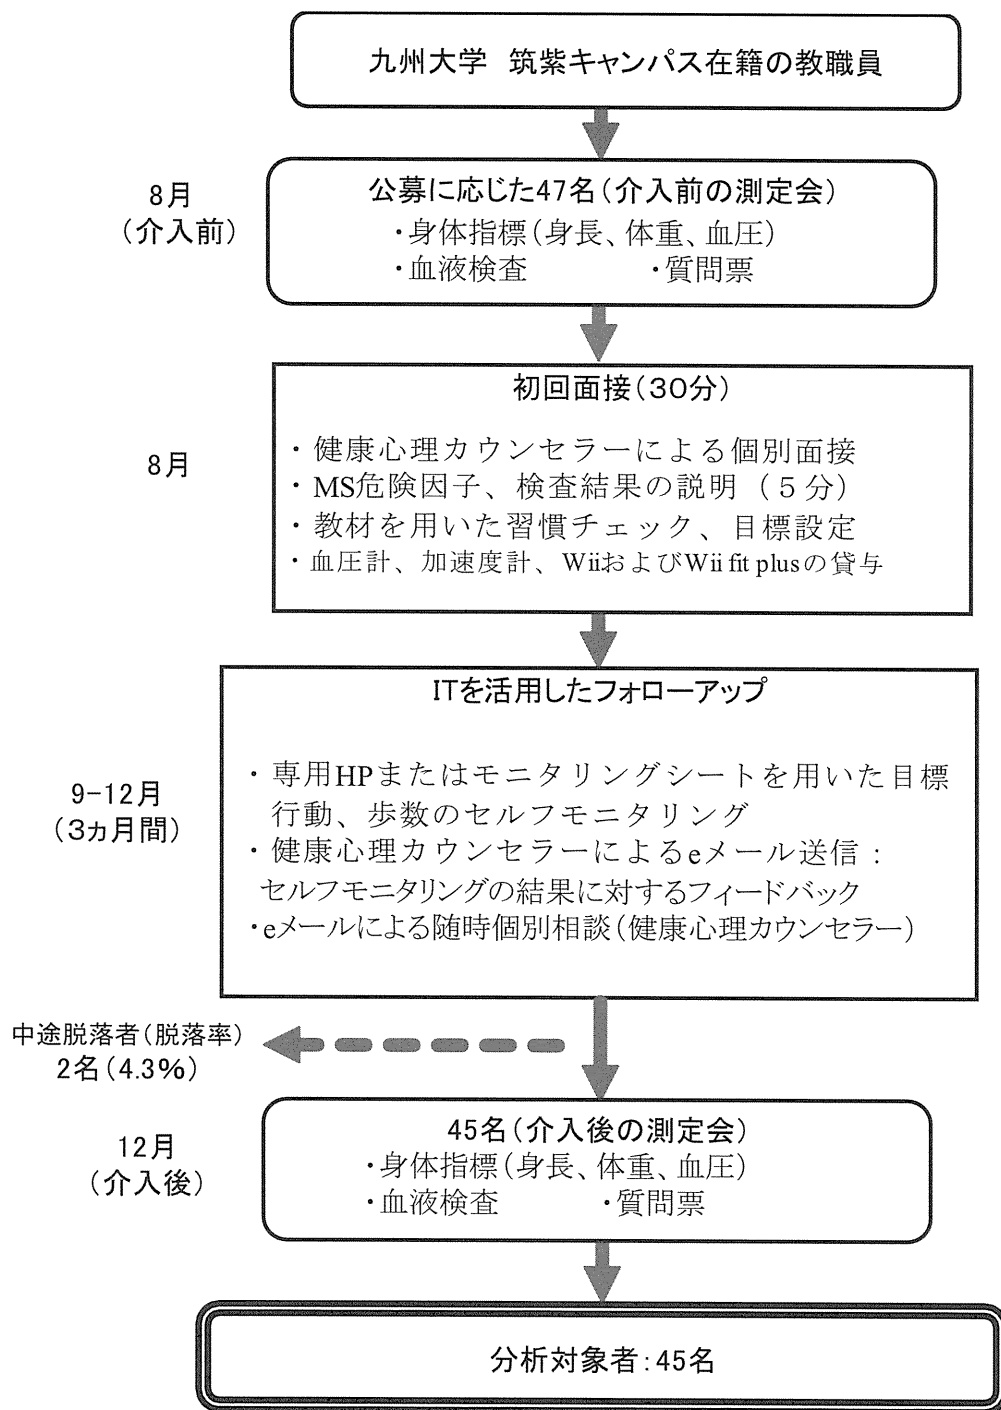 九州大学 筑紫キャンパス在籍の教職員
8月
(介入前)
公募に応じた47名(介入前の測定会)
・身体指標(身長、体重、血圧)
・血液検査 ・質問票
8月
初回面接(30分)
・健康心理カウンセラーによる個別面接
・MS危険因子、検査結果の説明(5分)
・教材を用いた習慣チェック、目標設定
・血圧計、加速度計、WiiおよびWii fit plusの貸与
9-12月
(3ヵ月間)
ITを活用したフォローアップ
・専用HPまたはモニタリングシートを用いた目標
行動、歩数のセルフモニタリング
・健康心理カウンセラーによるeメール送信:
セルフモニタリングの結果に対するフィードバック
・eメールによる随時個別相談(健康心理カウンセラー)
中途脱落者(脱落率)
2名(4.3%)
12月
(介入後)
45名(介入後の測定会)
・身体指標(身長、体重、血圧)
・血液検査 ・質問票
分析対象者:45名